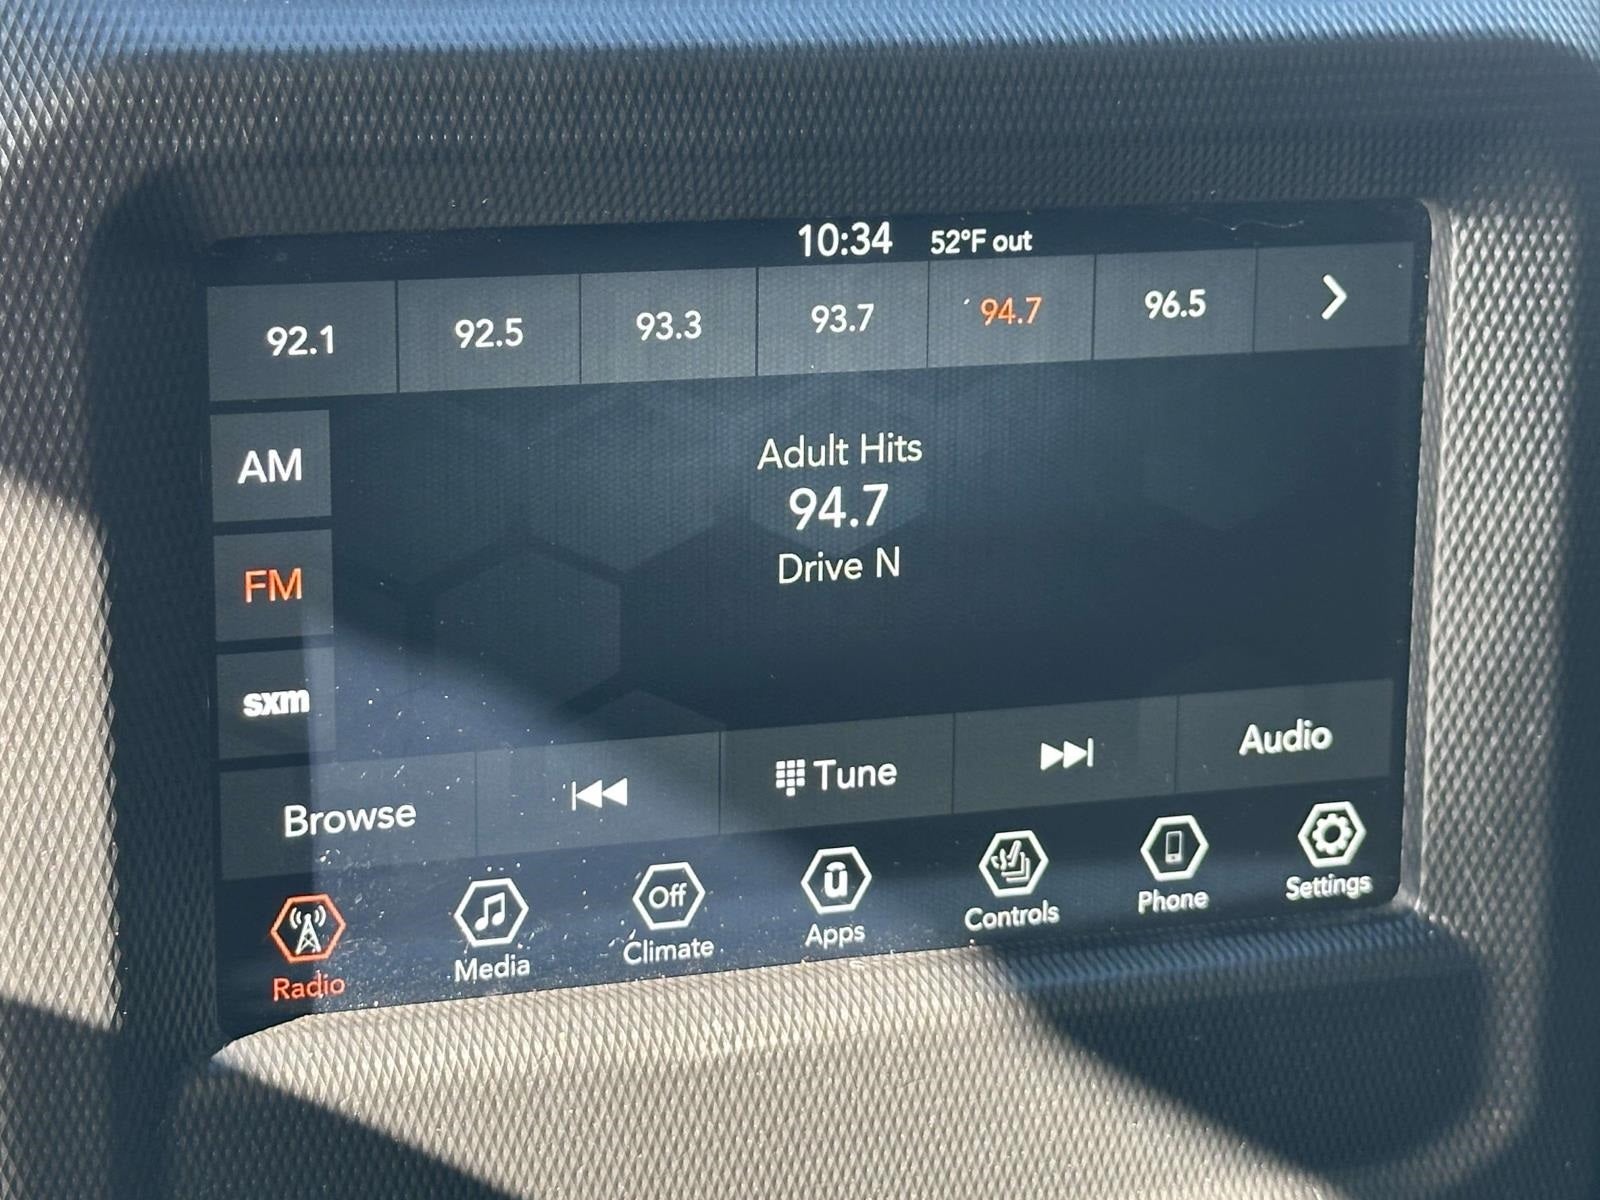 10:34 52°F out
92.1 92.5 93.3 93.7 94.7 96.5
AM
FM
sxm
Adult Hits
94.7
Drive N
Browse Tune Audio
Off
ū
Radio Media Climate Apps Controls Phone Settings